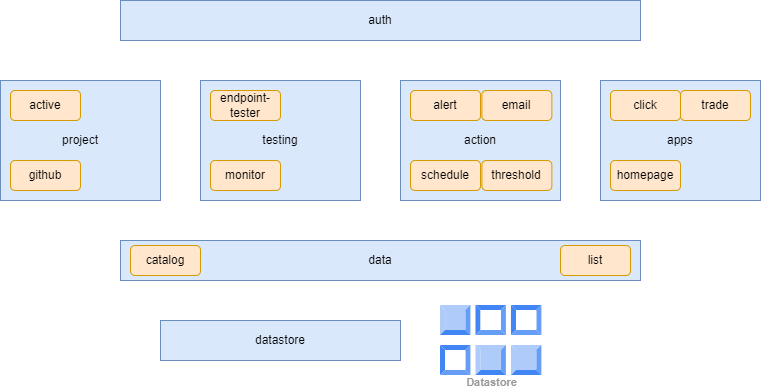 auth
active
endpoint-
tester
alert
email
click
trade
project
testing
action
apps
github
monitor
schedule
threshold
homepage
catalog
data
list
datastore
Datastore